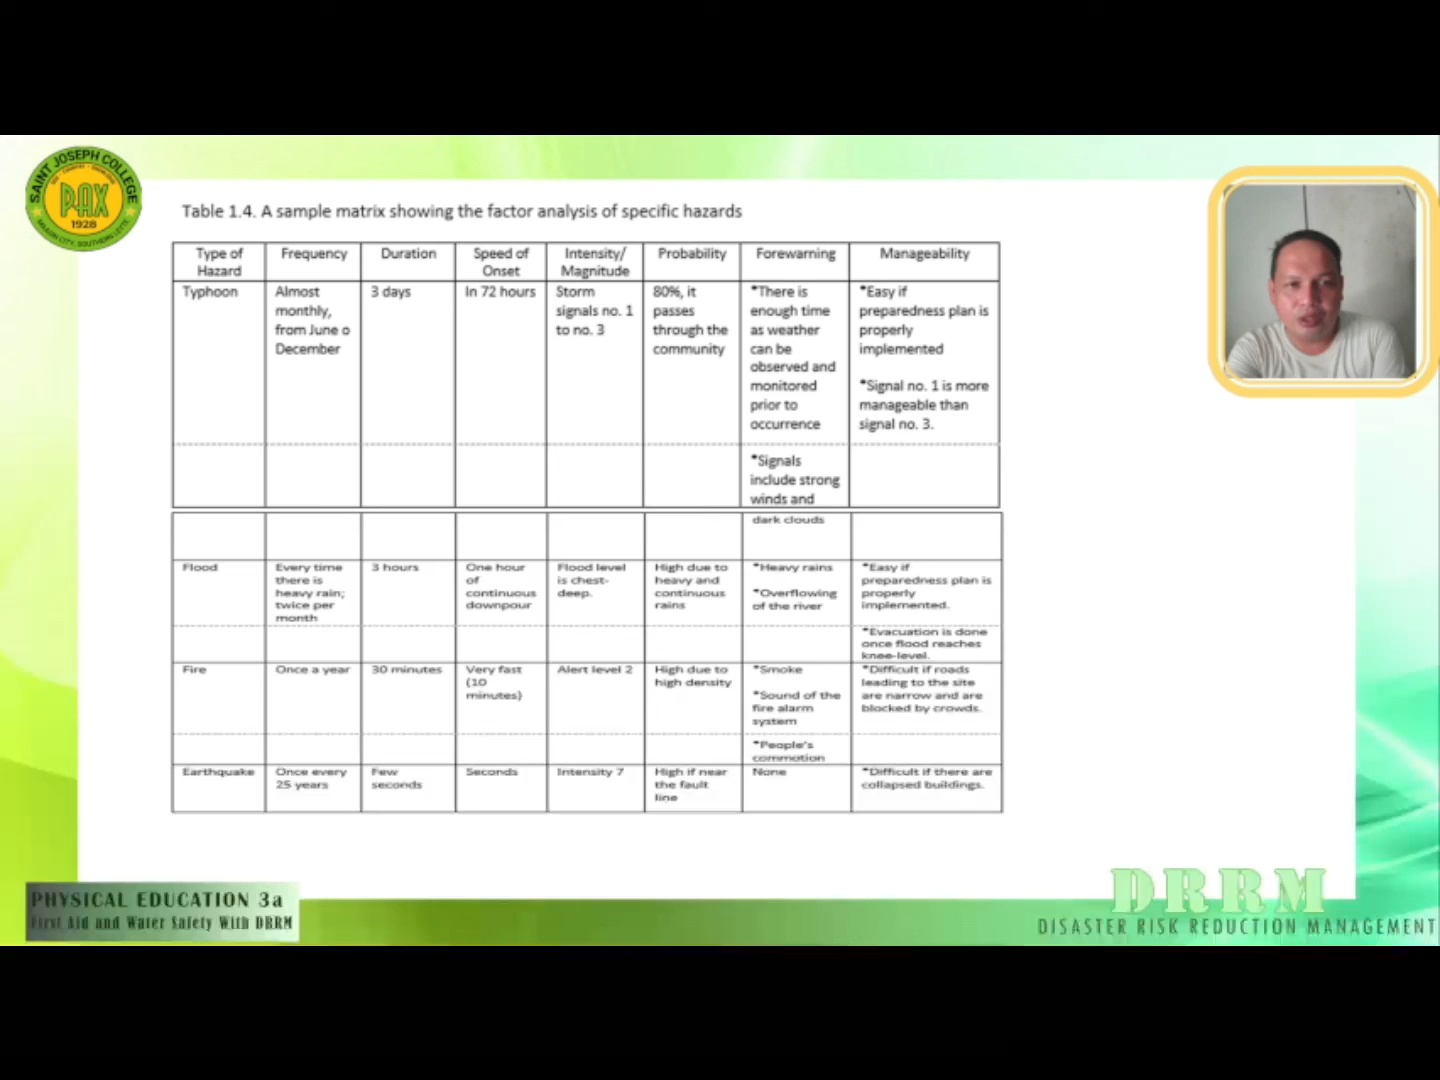 SAINT JOSEPH COLLEGE
PAX
1928
MAASIN CITY, SOUTHERN LEYTE
Table 1.4. A sample matrix showing the factor analysis of specific hazards
Type of Hazard
Frequency
Duration
Speed of Onset
Intensity/ Magnitude
Probability
Forewarning
Manageability
Typhoon
Almost
monthly,
from June o
December
3 days
In 72 hours
Storm
signals no. 1
to no. 3
80%, it
passes
through the
community
*There is
enough time
as weather
can be
observed and
monitored
prior to
occurrence
*Easy if
preparedness plan is
properly
implemented
*Signal no. 1 is more
manageable than
signal no. 3.
*Signals
include strong
winds and
dark clouds
Flood
Every time
there is
heavy rain;
twice per
month
3 hours
One hour
of
continuous
downpour
Flood level
is chest-
deep.
High due to
heavy and
continuous
rains
*Heavy rains
*Overflowing
of the river
*Easy if
preparedness plan is
properly
implemented.
*Evacuation is done
once flood reaches
knee-level.
Fire
Once a year
30 minutes
Very fast
(10
minutes)
Alert level 2
High due to
high density
*Smoke
*Sound of the
fire alarm
system
*People's
commotion
*Difficult if roads
leading to the site
are narrow and are
blocked by crowds.
Earthquake
Once every
25 years
Few
seconds
Seconds
Intensity 7
High if near
the fault
line
None
*Difficult if there are
collapsed buildings.
PHYSICAL EDUCATION 3a
First Aid and Water Safety With DRRM
DRRM
DISASTER RISK REDUCTION MANAGEMENT